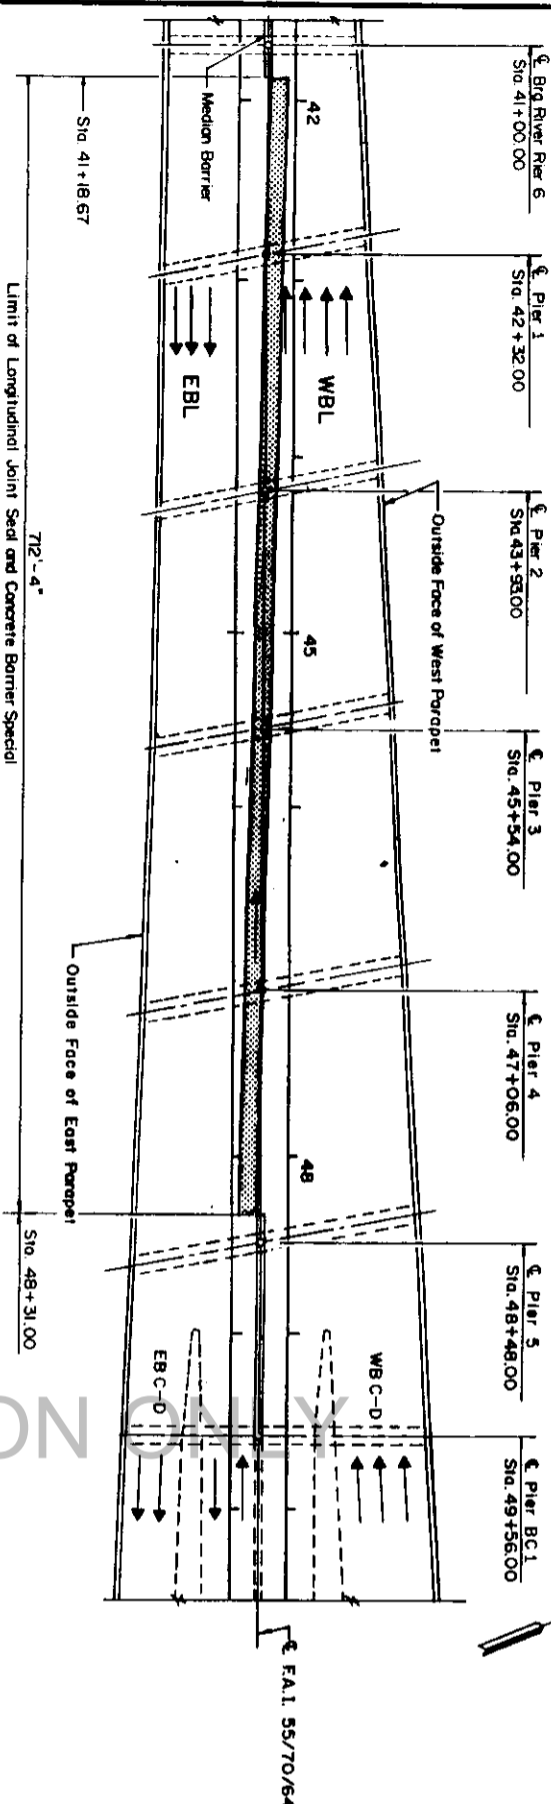 ℄ Brg River Rier 6
Sta. 41+00.00
℄ Pier 1
Sta. 42+32.00
℄ Pier 2
Sta 43+93.00
℄ Pier 3
Sta. 45+54.00
℄ Pier 4
Sta. 47+06.00
℄ Pier 5
Sta. 48+48.00
℄ Pier BC1
Sta. 49+56.00
Outside Face of West Parapet
42
45
48
WBL
WB C-D
EBL
EB C-D
℄ F.A.I. 55/70/64
Median Barrier
Outside Face of East Parapet
Sta. 41+18.67
Sta. 48+31.00
712'-4"
Limit of Longitudinal Joint Seal and Concrete Barrier Special
ON ONLY